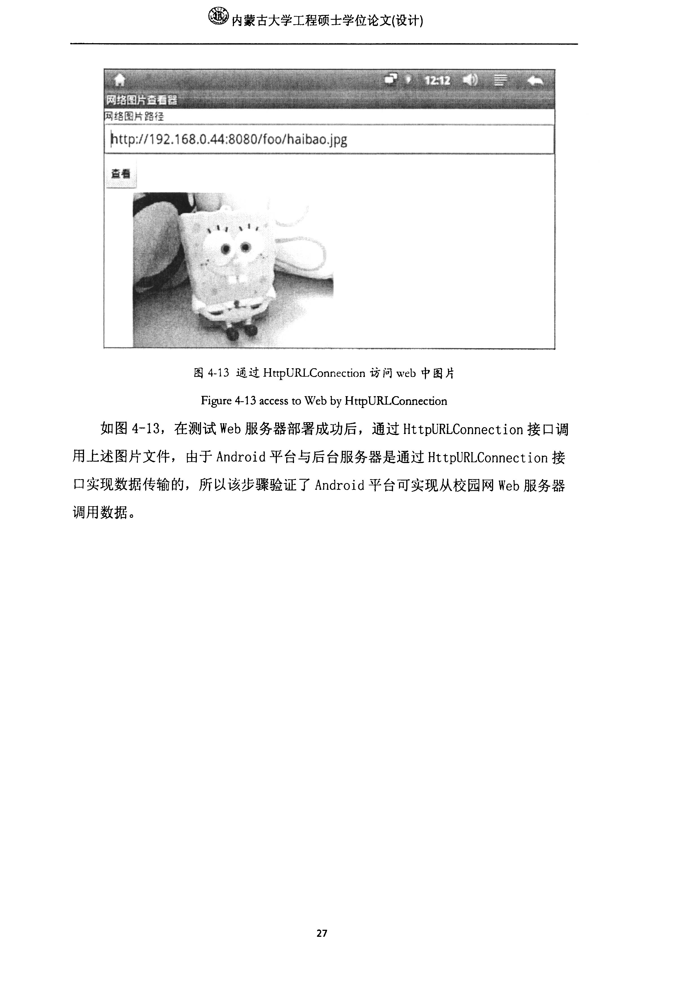 内蒙古大学工程硕士学位论文(设计)
12:12
网络图片查看器
网络图片路径
http://192.168.0.44:8080/foo/haibao.jpg
查看
图 4-13 通过 HttpURLConnection 访问 web 中图片
Figure 4-13 access to Web by HttpURLConnection
如图 4-13，在测试 Web 服务器部署成功后，通过 HttpURLConnection 接口调
用上述图片文件，由于 Android 平台与后台服务器是通过 HttpURLConnection 接
口实现数据传输的，所以该步骤验证了 Android 平台可实现从校园网 Web 服务器
调用数据。
27